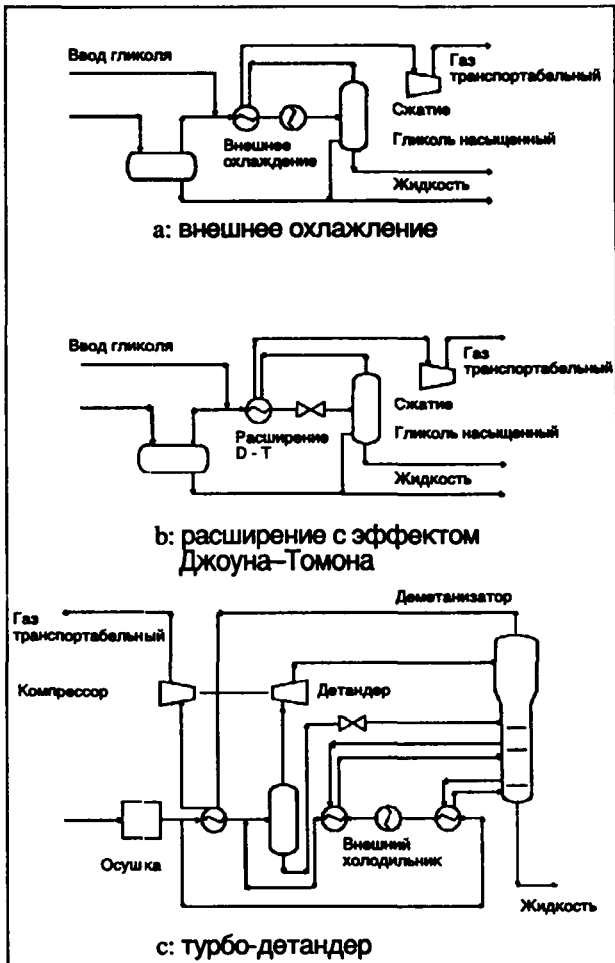 Ввод гликоля
Газ
транспортабельный
Сжатие
Внешнее
охлаждение
Гликоль насыщенный
Жидкость
a: внешнее охлажление
Ввод гликоля
Газ
транспортабельный
Сжатие
Расширение
D - T
Гликоль насыщенный
Жидкость
b: расширение с эффектом
Джоуна–Томона
Деметанизатор
Газ
транспортабельный
Компрессор
Детандер
Осушка
Внешний
холодильник
Жидкость
c: турбо-детандер